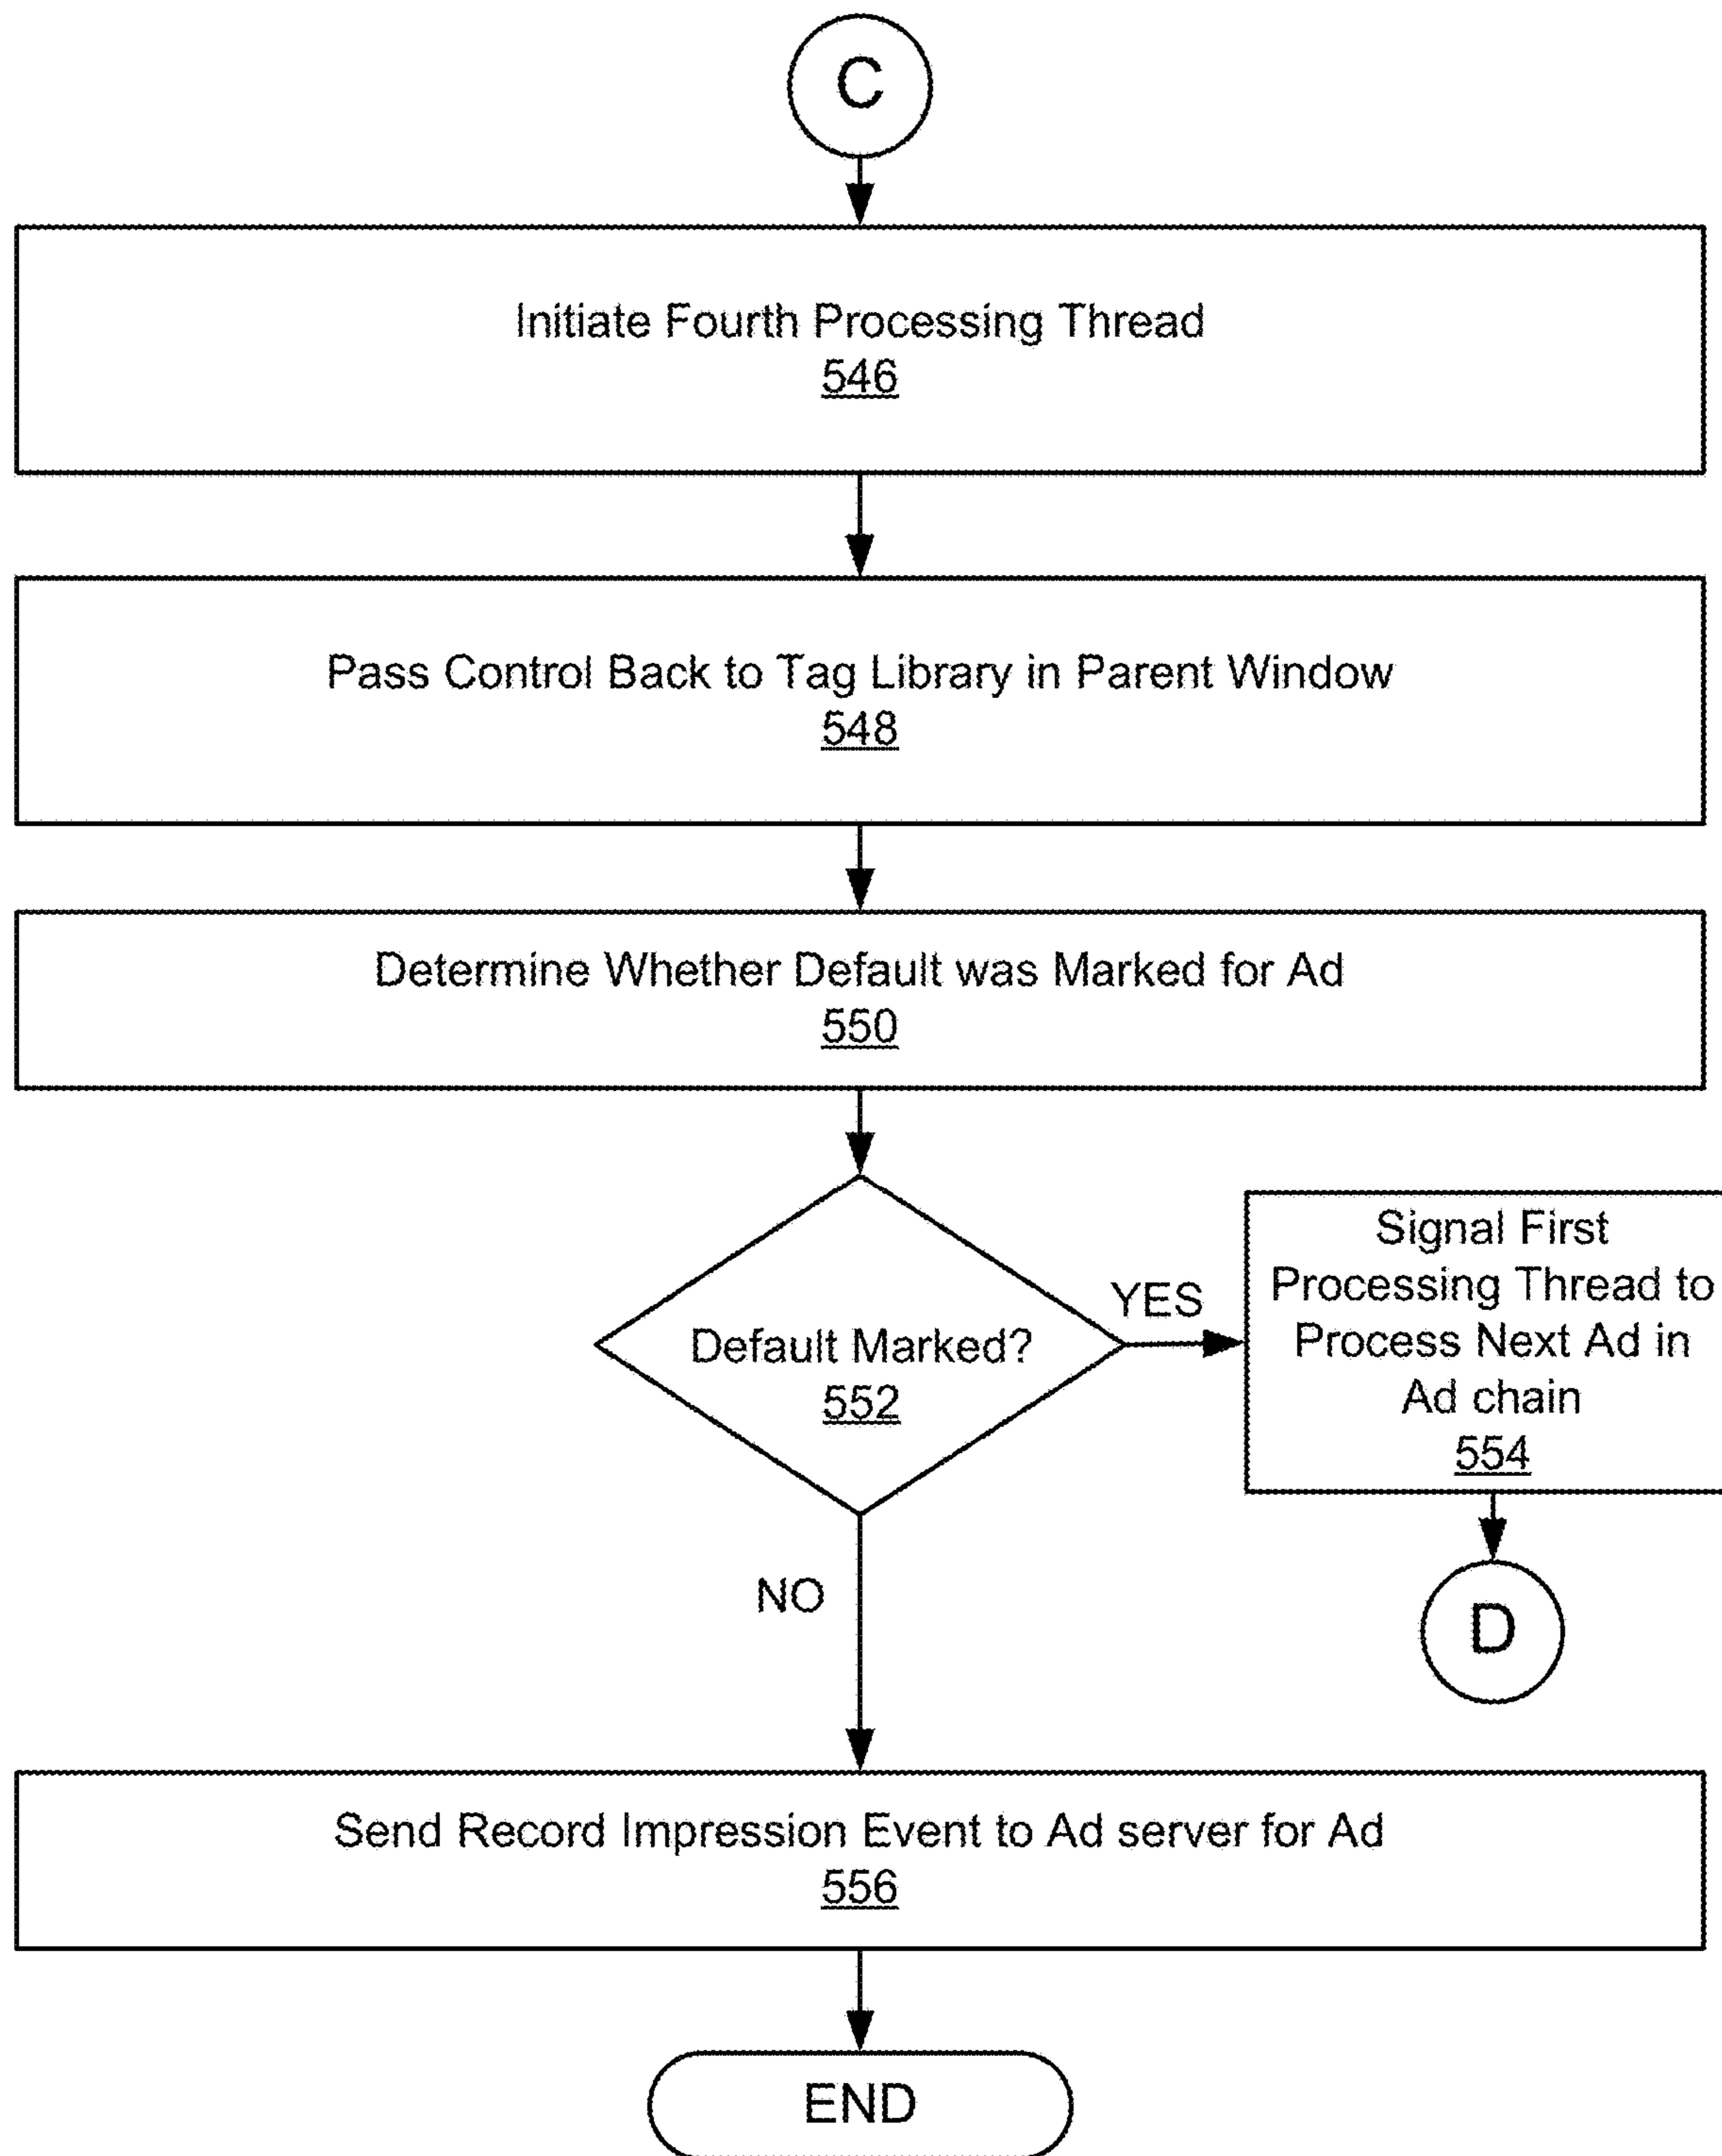 C
Initiate Fourth Processing Thread
546
Pass Control Back to Tag Library in Parent Window
548
Determine Whether Default was Marked for Ad
550
Default Marked?
552
YES
Signal First
Processing Thread to
Process Next Ad in
Ad chain
554
D
NO
Send Record Impression Event to Ad server for Ad
556
END